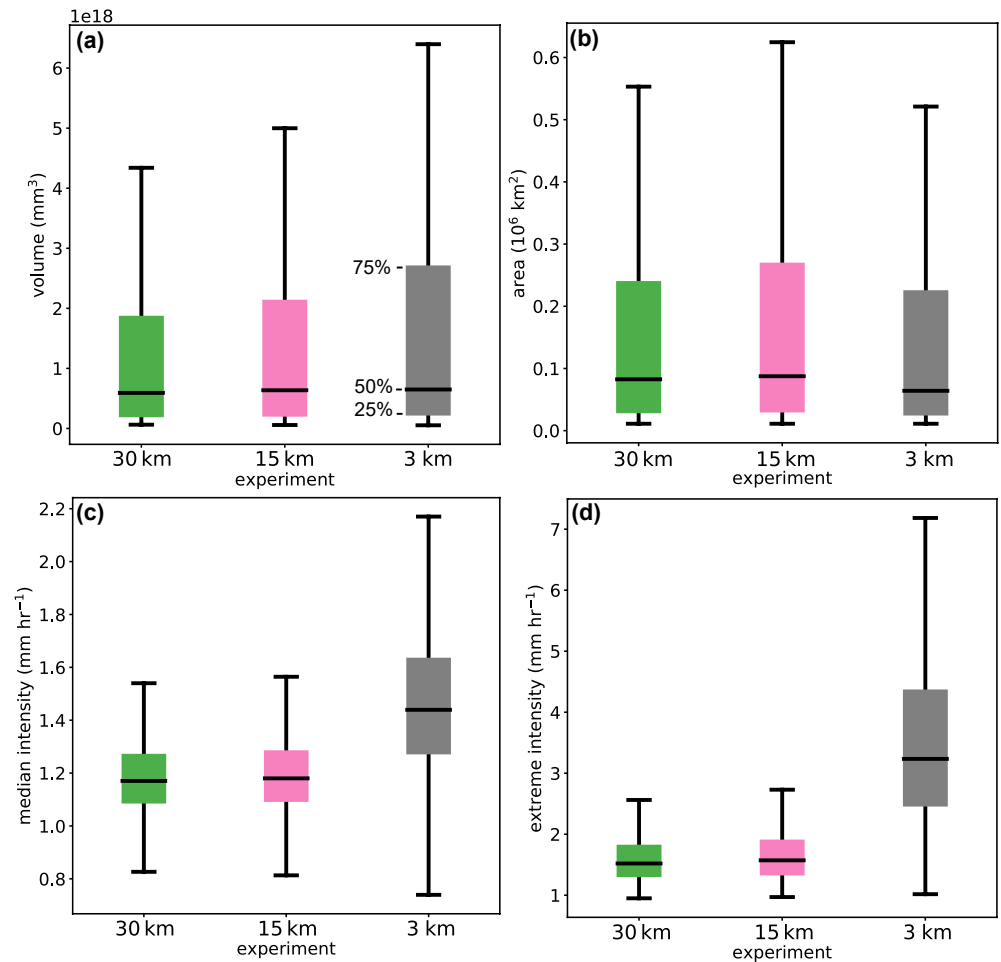 1e18
(a)
volume (mm³)
6
5
4
3
2
1
0
75%
50%
25%
30 km
15 km
3 km
experiment
(b)
area (10⁶ km²)
0.6
0.5
0.4
0.3
0.2
0.1
0.0
30 km
15 km
3 km
experiment
(c)
median intensity (mm hr⁻¹)
2.2
2.0
1.8
1.6
1.4
1.2
1.0
0.8
30 km
15 km
3 km
experiment
(d)
extreme intensity (mm hr⁻¹)
7
6
5
4
3
2
1
30 km
15 km
3 km
experiment